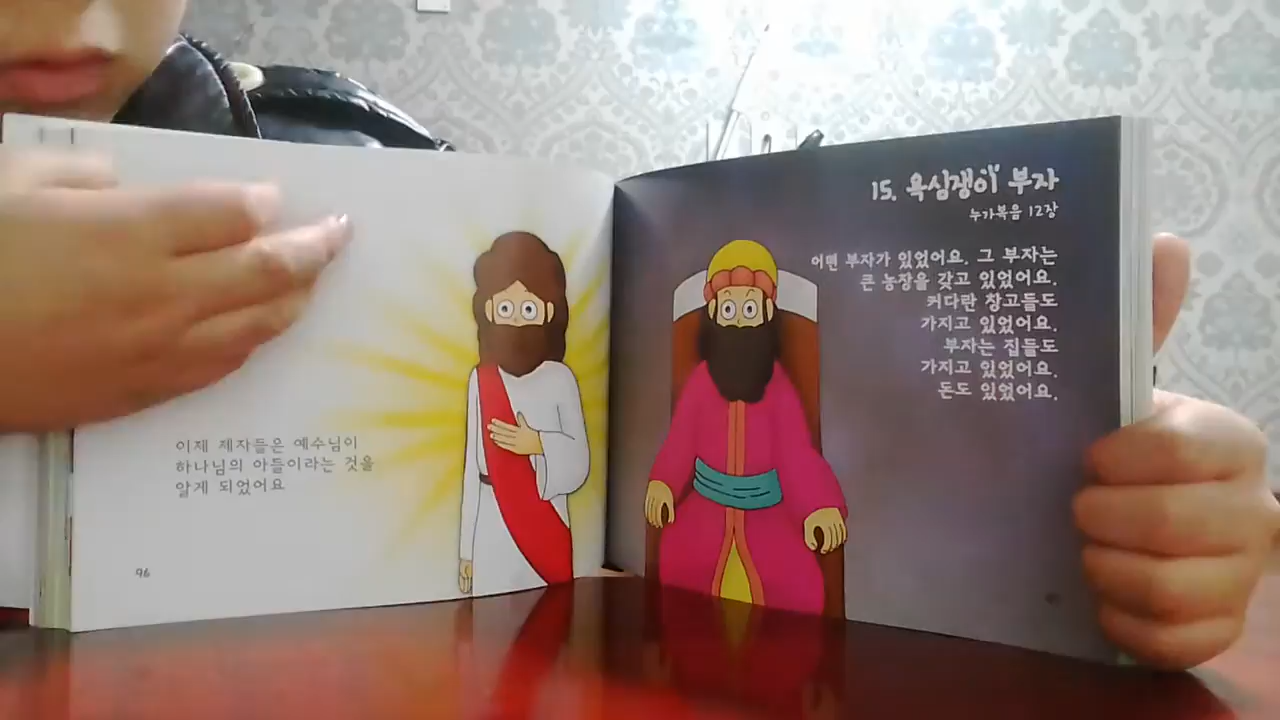 이제 제자들은 예수님이
하나님의 아들이라는 것을
알게 되었어요
96
15. 욕심쟁이 부자
누가복음 12장
어떤 부자가 있었어요. 그 부자는
큰 농장을 갖고 있었어요.
커다란 창고들도
가지고 있었어요.
부자는 집들도
가지고 있었어요.
돈도 있었어요.